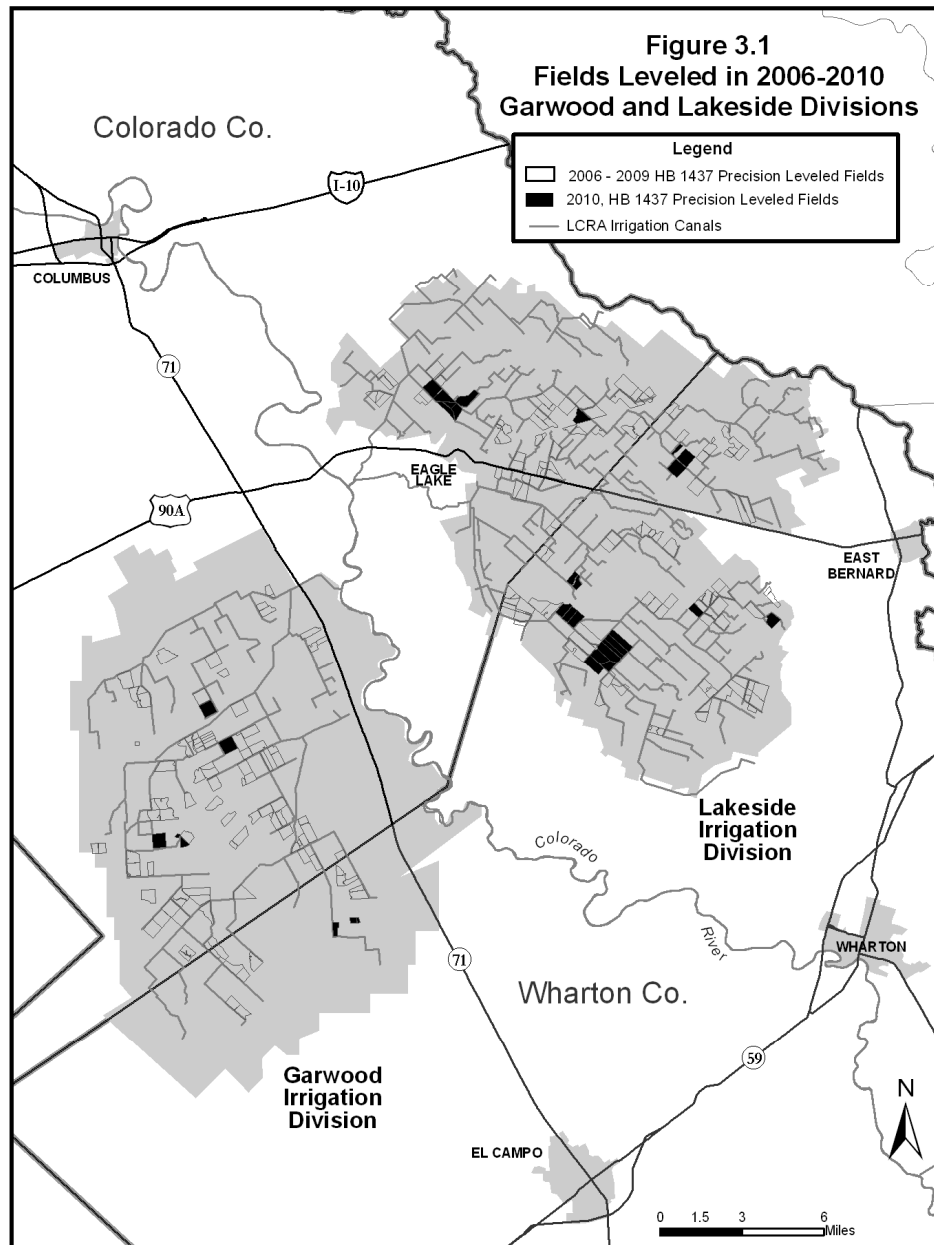 Figure 3.1
Fields Leveled in 2006-2010
Garwood and Lakeside Divisions
Legend
2006 - 2009 HB 1437 Precision Leveled Fields
2010, HB 1437 Precision Leveled Fields
LCRA Irrigation Canals
Colorado Co.
I-10
COLUMBUS
71
EAGLE
LAKE
90A
EAST
BERNARD
Lakeside
Irrigation
Division
Colorado
River
WHARTON
71
Wharton Co.
59
Garwood
Irrigation
Division
N
EL CAMPO
0 1.5 3 6
Miles